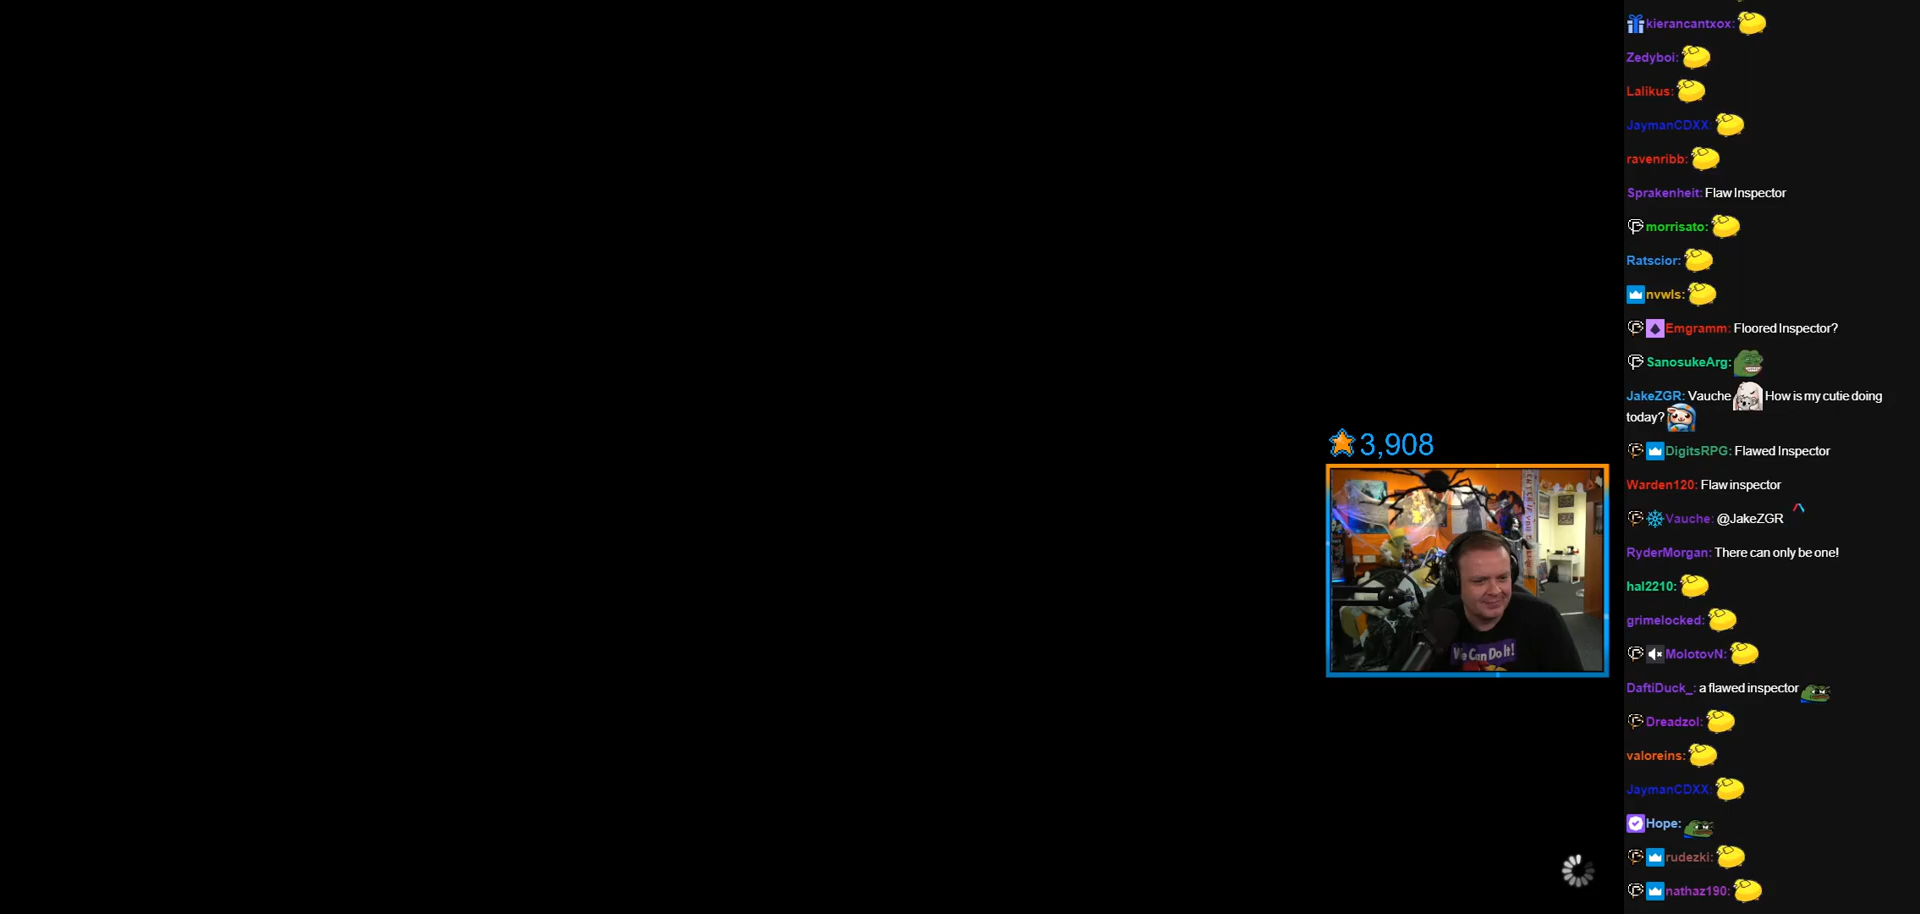 kierancantxox:
Zedyboi:
Lalikus:
JaymanCDXX:
ravenribb:
Sprakenheit: Flaw Inspector
morrisato:
Ratscior:
nvwls:
Emgramm: Floored Inspector?
SanosukeArg:
JakeZGR: Vauche How is my cutie doing
today?
3,908
DigitsRPG: Flawed Inspector
Warden120: Flaw inspector
Vauche: @JakeZGR
RyderMorgan: There can only be one!
hal2210:
grimelocked:
MolotovN:
We Can Do It!
DaftiDuck_: a flawed inspector
Dreadzol:
valoreins:
JaymanCDXX:
Hope:
rudezki:
nathaz190: